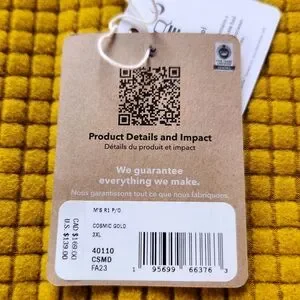 Product Details and Impact
Détails du produit et impact
We guarantee
everything we make.
Nous garantissons tout ce que nous fabriquons.
M'S R1 P/O
COSMIC GOLD
2XL
40110
CSMD
FA23
CAD $169.00
U.S. $139.00
1 95699 66376 3